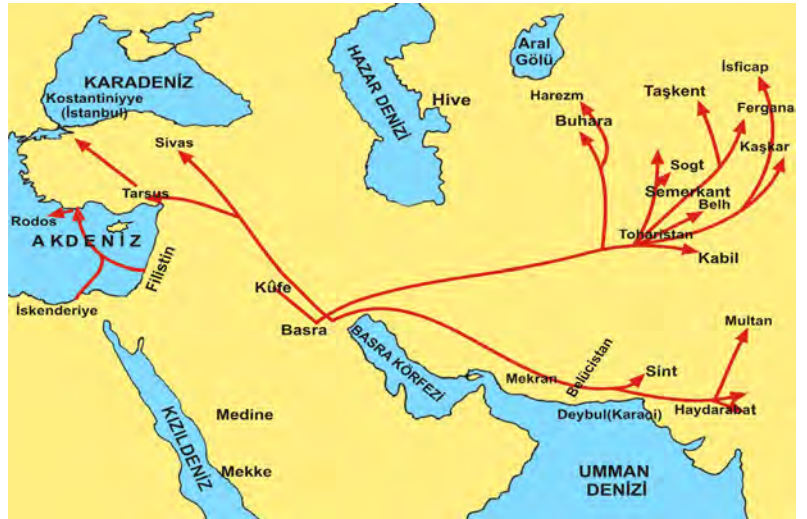 KARADENİZ
Kostantiniyye
(İstanbul)
Sivas
Tarsus
Rodos
AKDENİZ
Filistin
İskenderiye
HAZAR DENİZİ
Hive
Aral
Gölü
Harezm
Buhara
Taşkent
İsficap
Fergana
Kaşkar
Sogt
Semerkant
Belh
Toharistan
Kabil
Kûfe
Basra
BASRA KÖRFEZİ
Mekran
Belücistan
Sint
Multan
Deybul(Karaçi)
Haydarabat
Medine
Mekke
KIZILDENİZ
UMMAN
DENİZİ